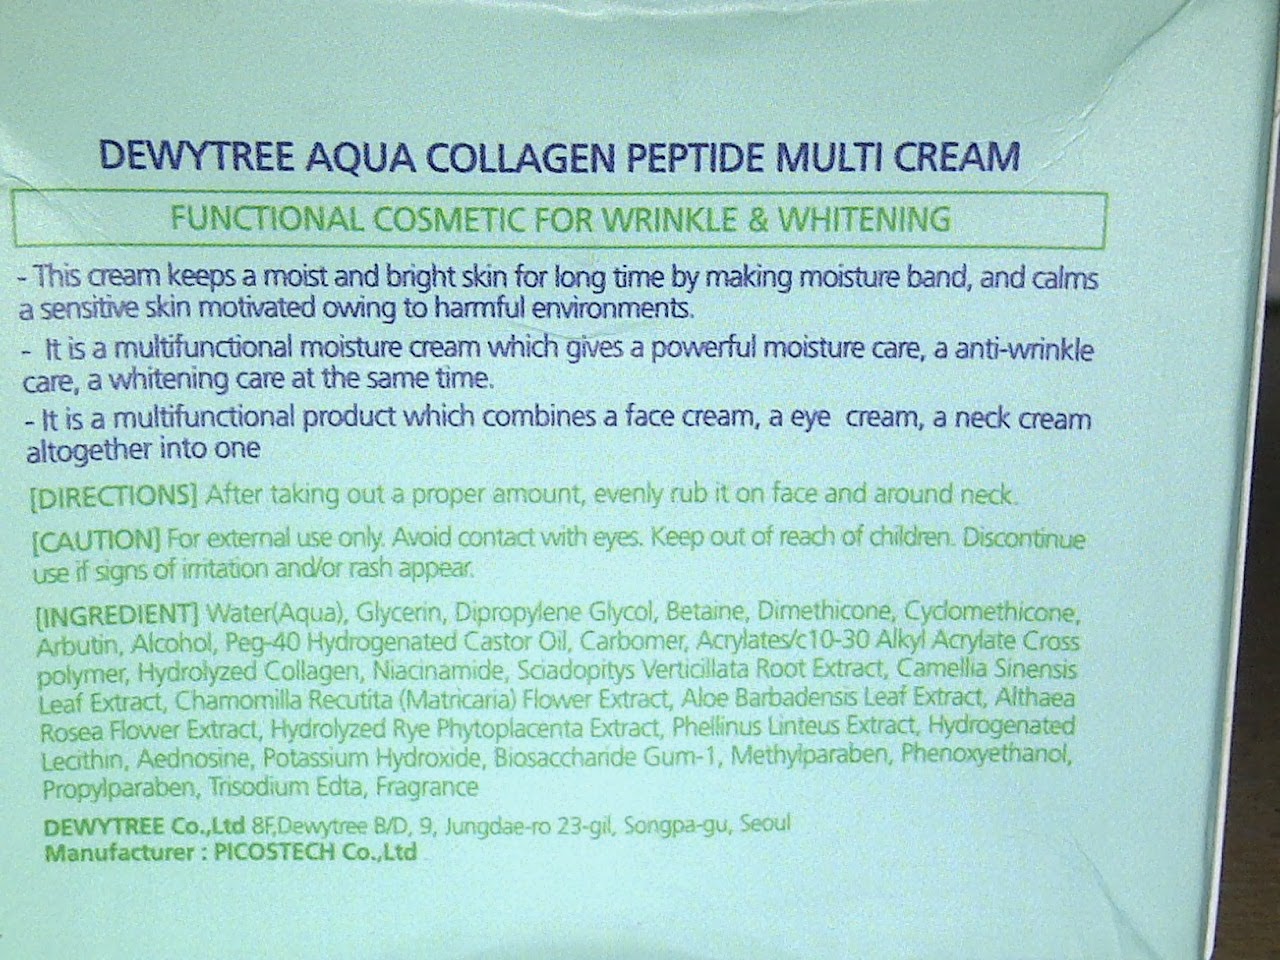 DEWYTREE AQUA COLLAGEN PEPTIDE MULTI CREAM
FUNCTIONAL COSMETIC FOR WRINKLE & WHITENING
- This cream keeps a moist and bright skin for long time by making moisture band, and calms
a sensitive skin motivated owing to harmful environments.
- It is a multifunctional moisture cream which gives a powerful moisture care, a anti-wrinkle
care, a whitening care at the same time.
- It is a multifunctional product which combines a face cream, a eye cream, a neck cream
altogether into one
[DIRECTIONS] After taking out a proper amount, evenly rub it on face and around neck.
[CAUTION] For external use only. Avoid contact with eyes. Keep out of reach of children. Discontinue
use if signs of irritation and/or rash appear.
[INGREDIENT] Water(Aqua), Glycerin, Dipropylene Glycol, Betaine, Dimethicone, Cyclomethicone,
Arbutin, Alcohol, Peg-40 Hydrogenated Castor Oil, Carbomer, Acrylates/c10-30 Alkyl Acrylate Cross
polymer, Hydrolyzed Collagen, Niacinamide, Sciadopitys Verticillata Root Extract, Camellia Sinensis
Leaf Extract, Chamomilla Recutita (Matricaria) Flower Extract, Aloe Barbadensis Leaf Extract, Althaea
Rosea Flower Extract, Hydrolyzed Rye Phytoplacenta Extract, Phellinus Linteus Extract, Hydrogenated
Lecithin, Aednosine, Potassium Hydroxide, Biosaccharide Gum-1, Methylparaben, Phenoxyethanol,
Propylparaben, Trisodium Edta, Fragrance
DEWYTREE Co.,Ltd 8F,Dewytree B/D, 9, Jungdae-ro 23-gil, Songpa-gu, Seoul
Manufacturer : PICOSTECH Co.,Ltd